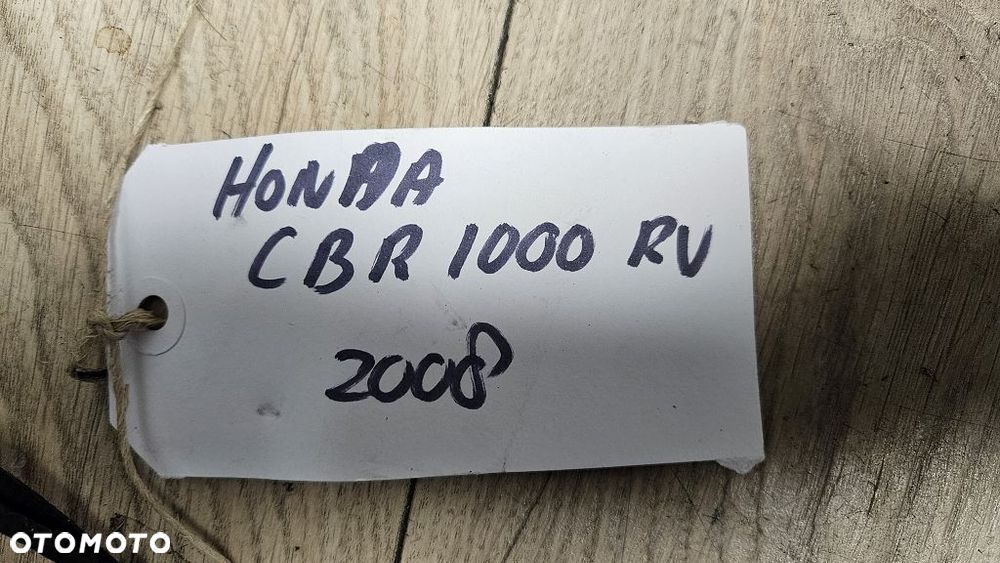 HONDA
CBR 1000 RV
2008
OTOMOTO